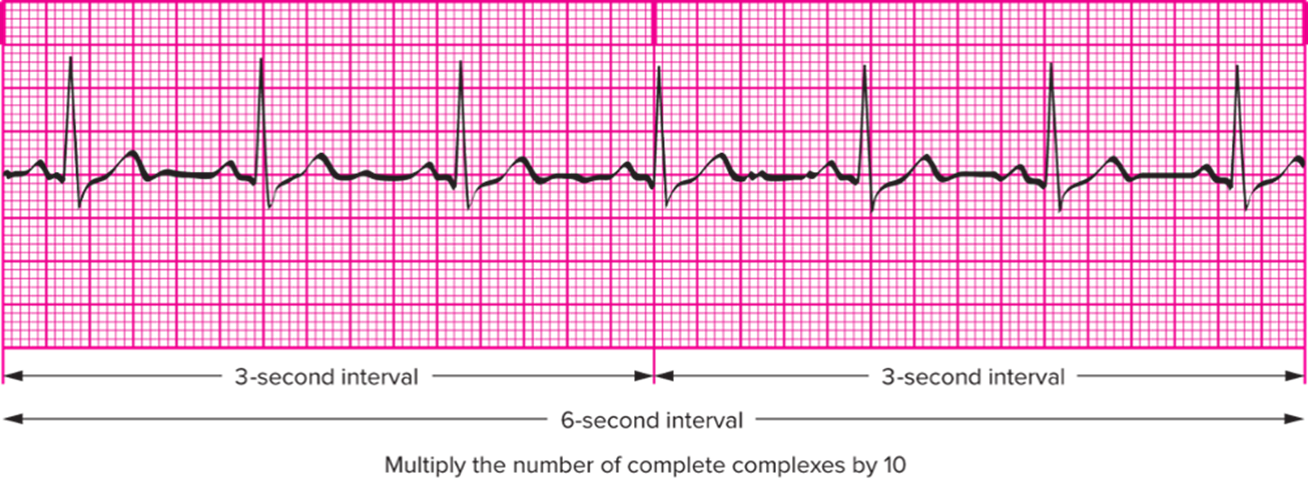 3-second interval 3-second interval
6-second interval
Multiply the number of complete complexes by 10